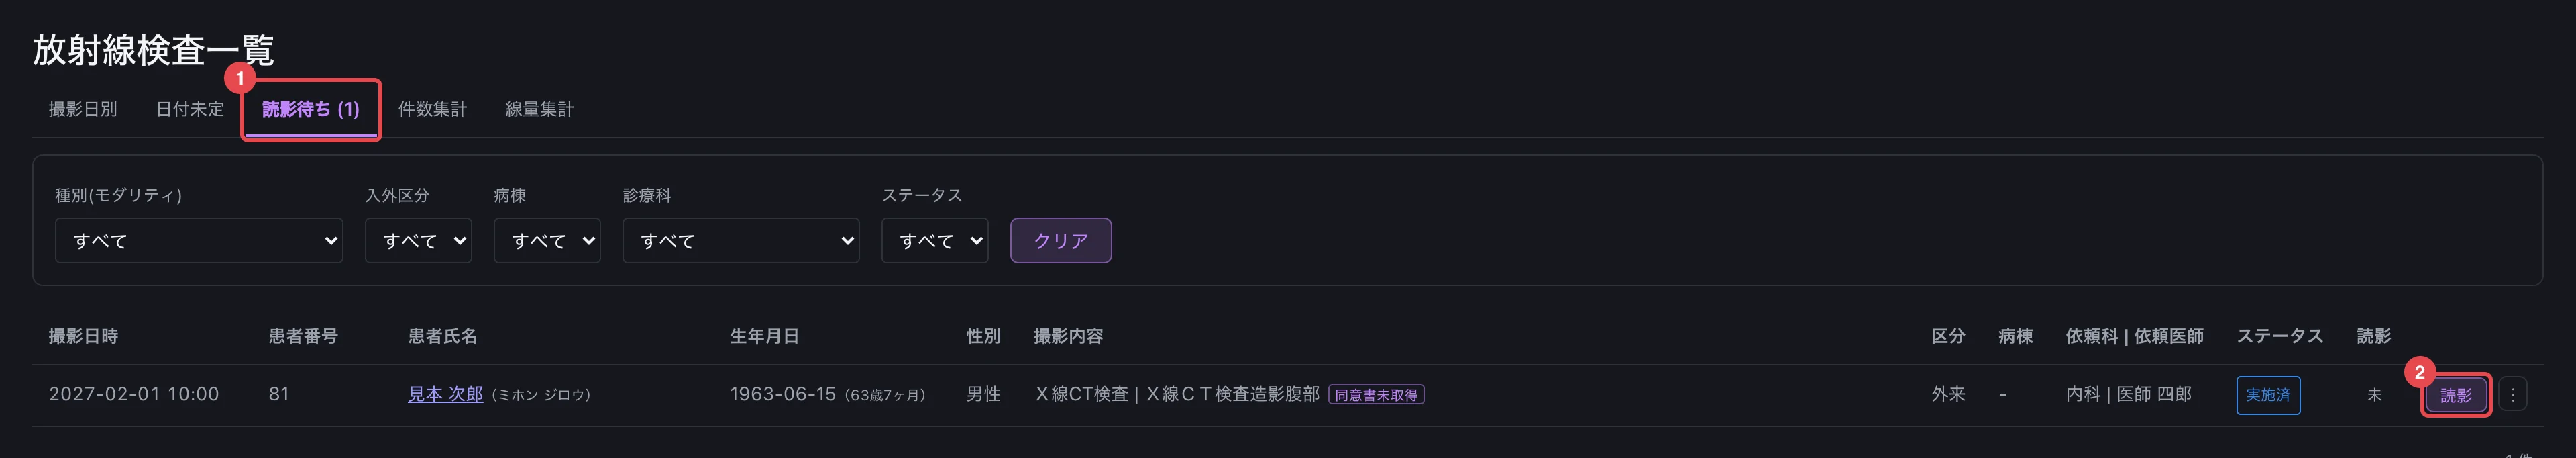 放射線検査一覧
1
撮影日別 日付未定 読影待ち (1) 件数集計 線量集計
種別(モダリティ) 入外区分 病棟 診療科 ステータス
すべて すべて すべて すべて すべて クリア
撮影日時 患者番号 患者氏名 生年月日 性別 撮影内容 区分 病棟 依頼科 | 依頼医師 ステータス 読影
2
2027-02-01 10:00 81 見本 次郎 (ミホン ジロウ) 1963-06-15 (63歳7ヶ月) 男性 X線CT検査 | X線CT検査造影腹部 同意書未取得 外来 - 内科 | 医師 四郎 実施済 未 読影 ⋮